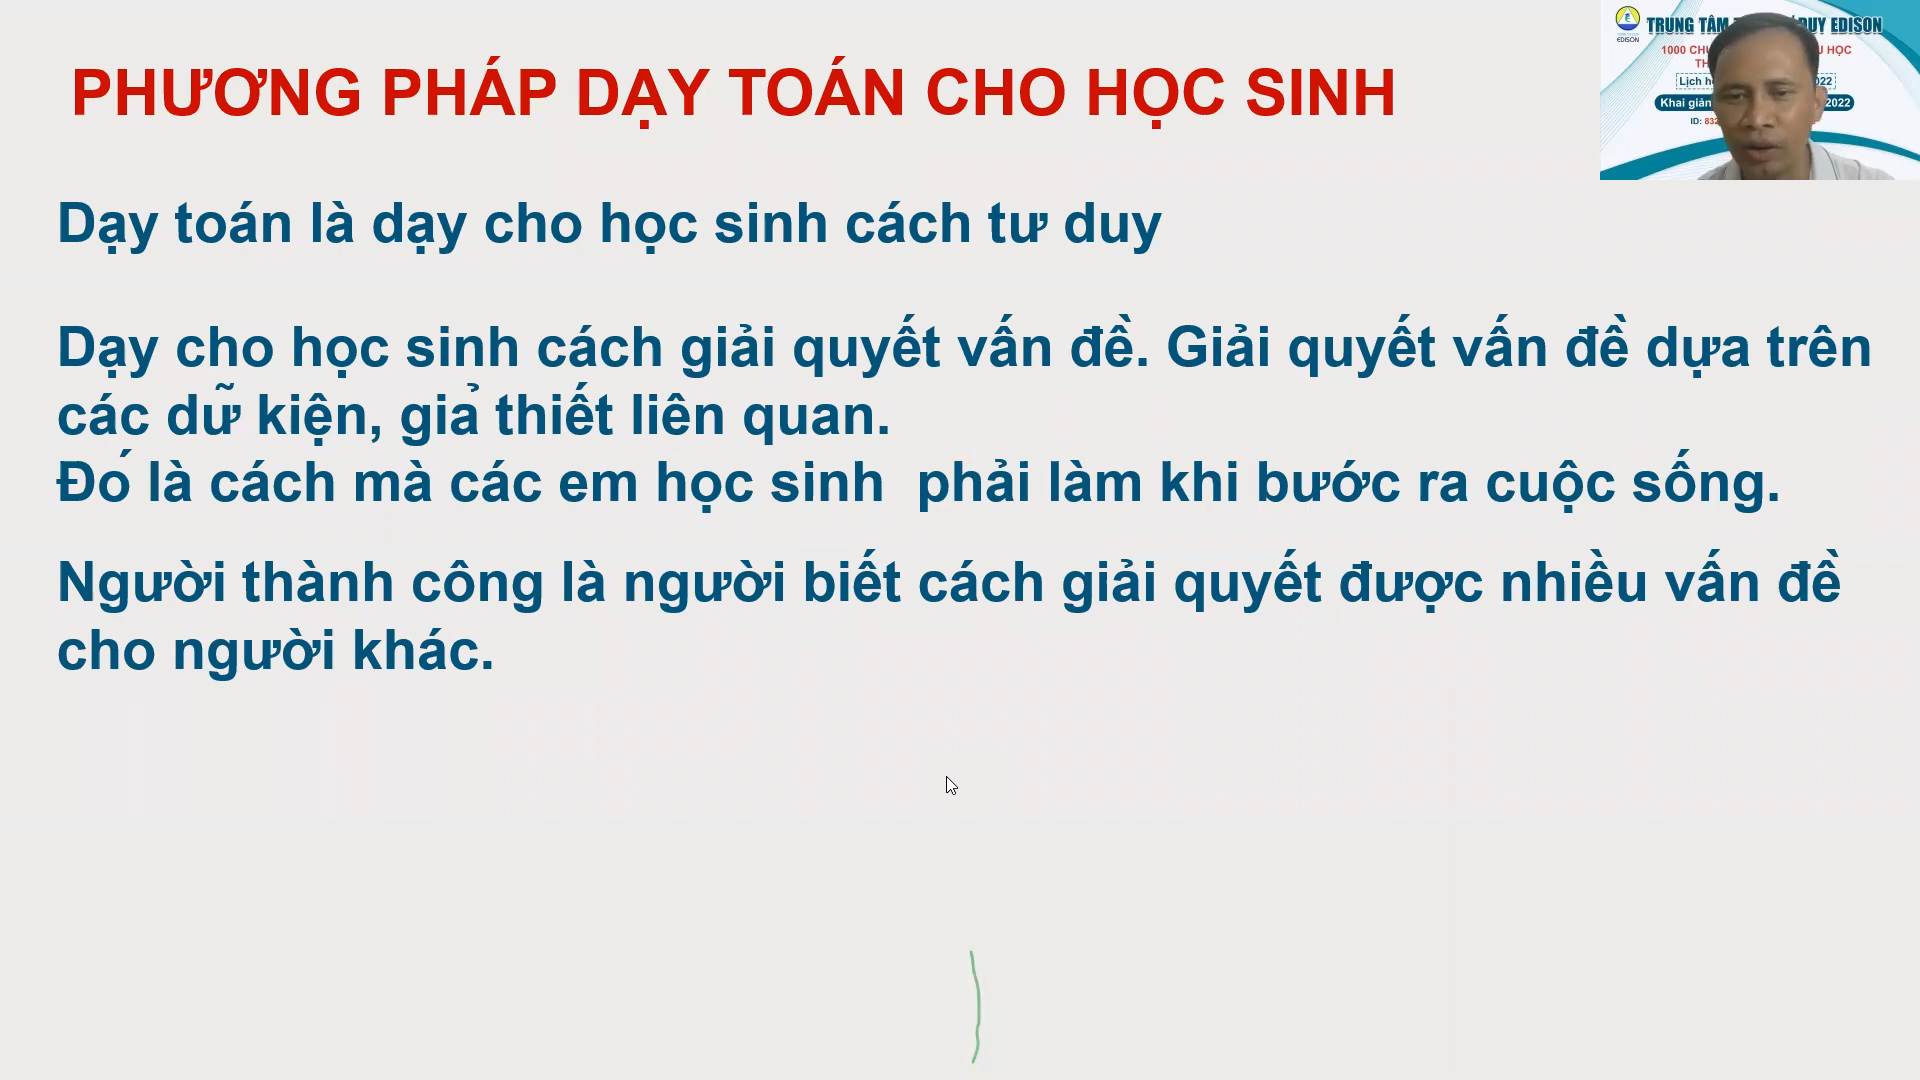 PHƯƠNG PHÁP DẠY TOÁN CHO HỌC SINH
Dạy toán là dạy cho học sinh cách tư duy
Dạy cho học sinh cách giải quyết vấn đề. Giải quyết vấn đề dựa trên
các dữ kiện, giả thiết liên quan.
Đó là cách mà các em học sinh  phải làm khi bước ra cuộc sống.
Người thành công là người biết cách giải quyết được nhiều vấn đề
cho người khác.
TRUNG TÂM DUY EDISON
EDISON
1000 HỌC
Lịch 2022
Khai giản 2022
ID: 832